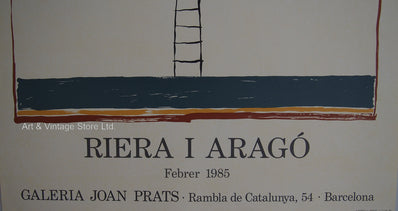 Art & Vintage Store Ltd.
RIERA I ARAGÓ
Febrer 1985
GALERIA JOAN PRATS · Rambla de Catalunya, 54 · Barcelona